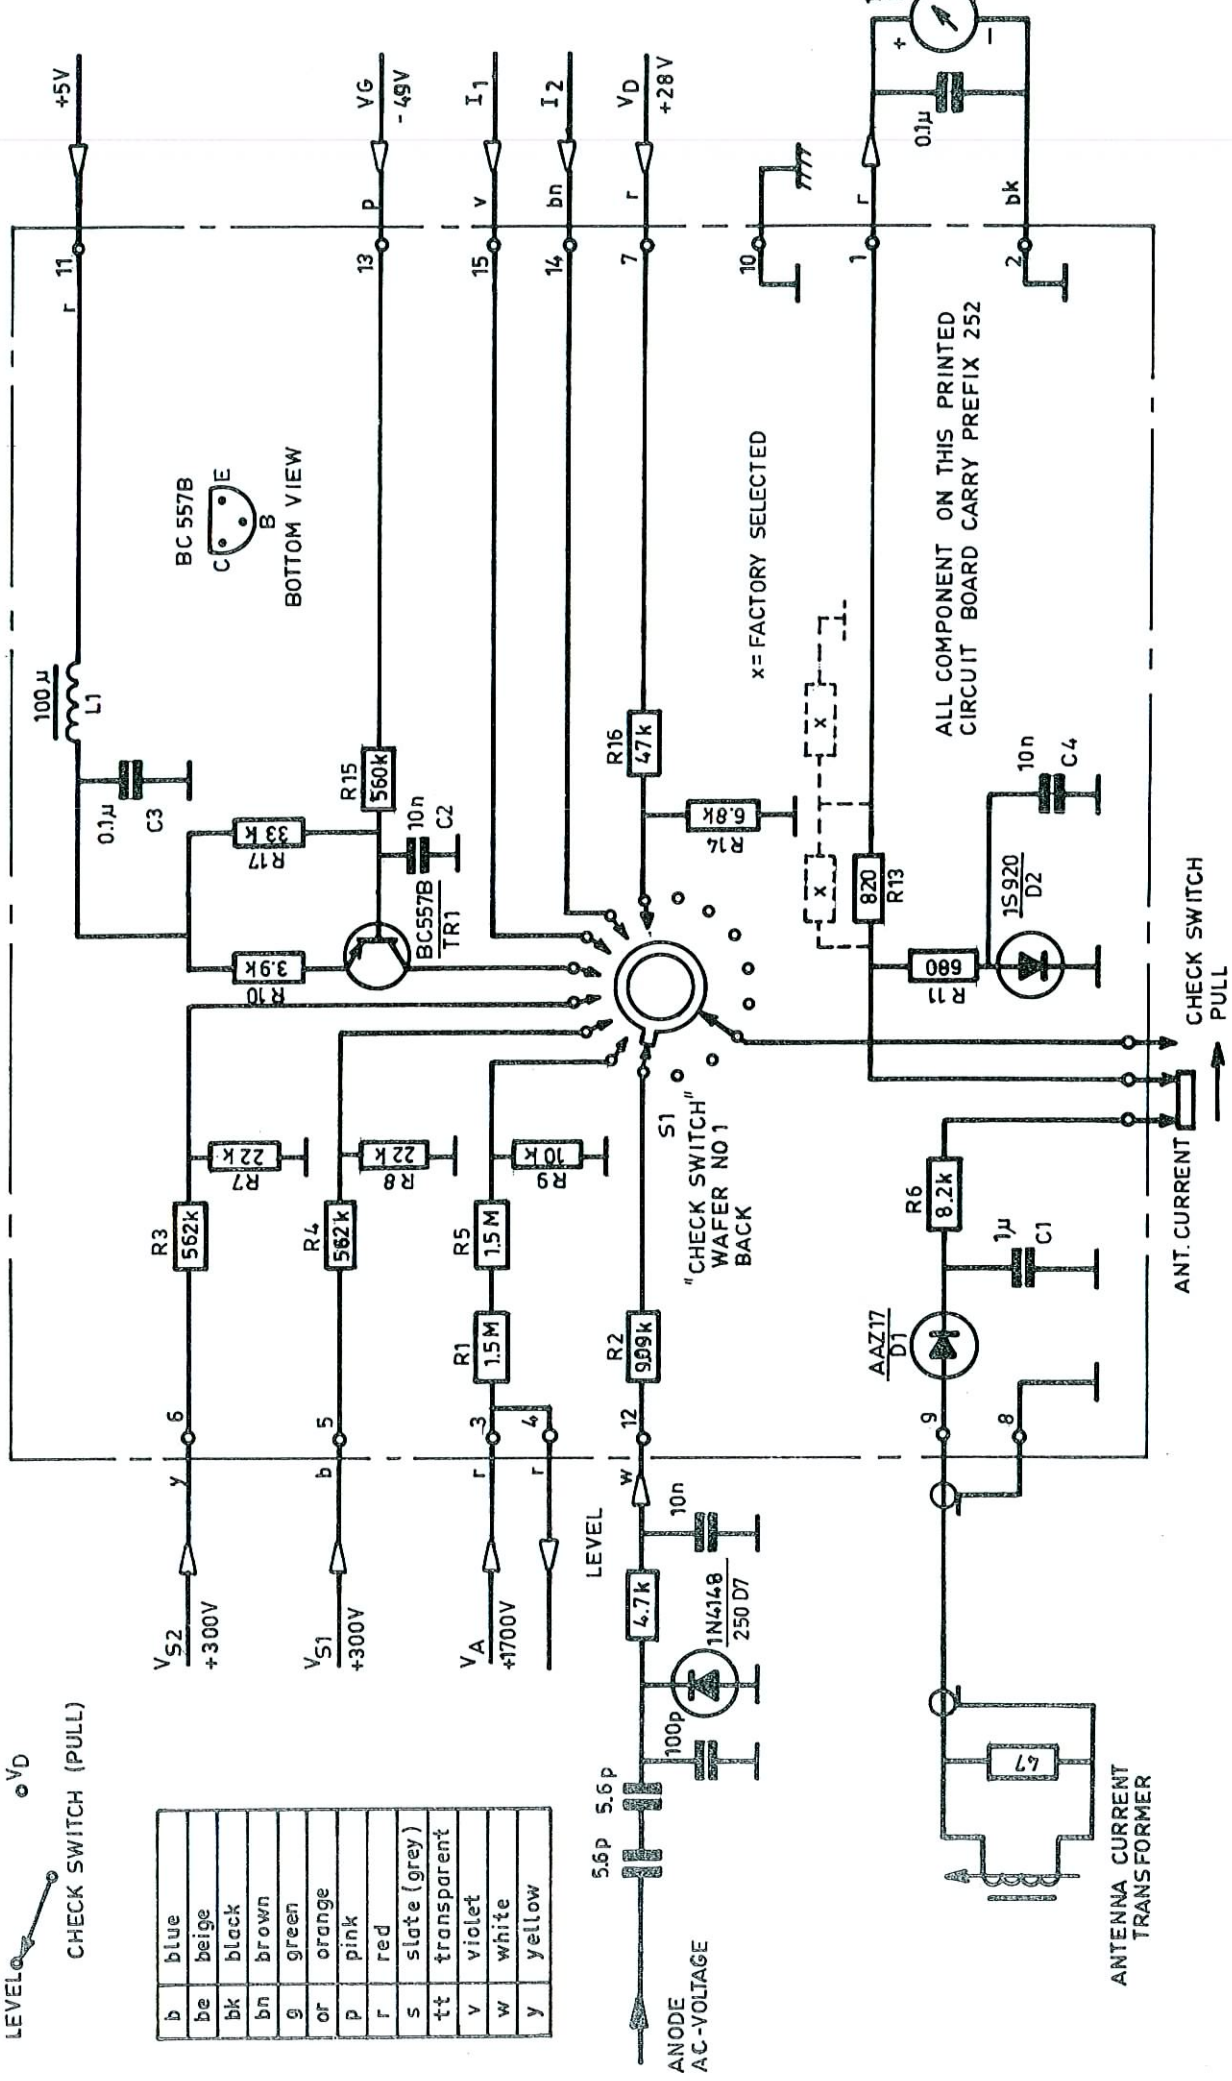 LEVEL
VD
CHECK SWITCH (PULL)
b blue
be beige
bk black
bn brown
g green
or orange
p pink
r red
s slate (grey)
tt transparent
v violet
w white
y yellow
VS2
+300V
y
6
R3
562k
R7
22k
VS1
+300V
b
5
R4
562k
R8
22k
VA
+1700V
r
3
R1
1.5M
R5
1.5M
R9
10k
r
4
LEVEL
ANODE
AC-VOLTAGE
5.6p
5.6p
100p
1N4148
250 D7
4.7k
10n
w
12
R2
909k
S1
"CHECK SWITCH"
WAFER NO 1
BACK
ANTENNA CURRENT
TRANSFORMER
47
9
8
AAZ17
D1
1µ
C1
R6
8.2k
ANT. CURRENT
CHECK SWITCH
PULL
R10
3.9k
R17
33k
0.1µ
C3
100µ
L1
r
11
+5V
BC557B
TR1
10n
C2
R15
560k
13
p
VG
-49V
BC 557B
C
B
E
BOTTOM VIEW
15
v
I1
14
bn
I2
R14
6.8k
R16
47k
7
r
VD
+28V
x = FACTORY SELECTED
x
x
10
820
R13
R11
680
1S920
D2
10n
C4
ALL COMPONENT ON THIS PRINTED
CIRCUIT BOARD CARRY PREFIX 252
1
r
2
bk
0.1µ
+
−